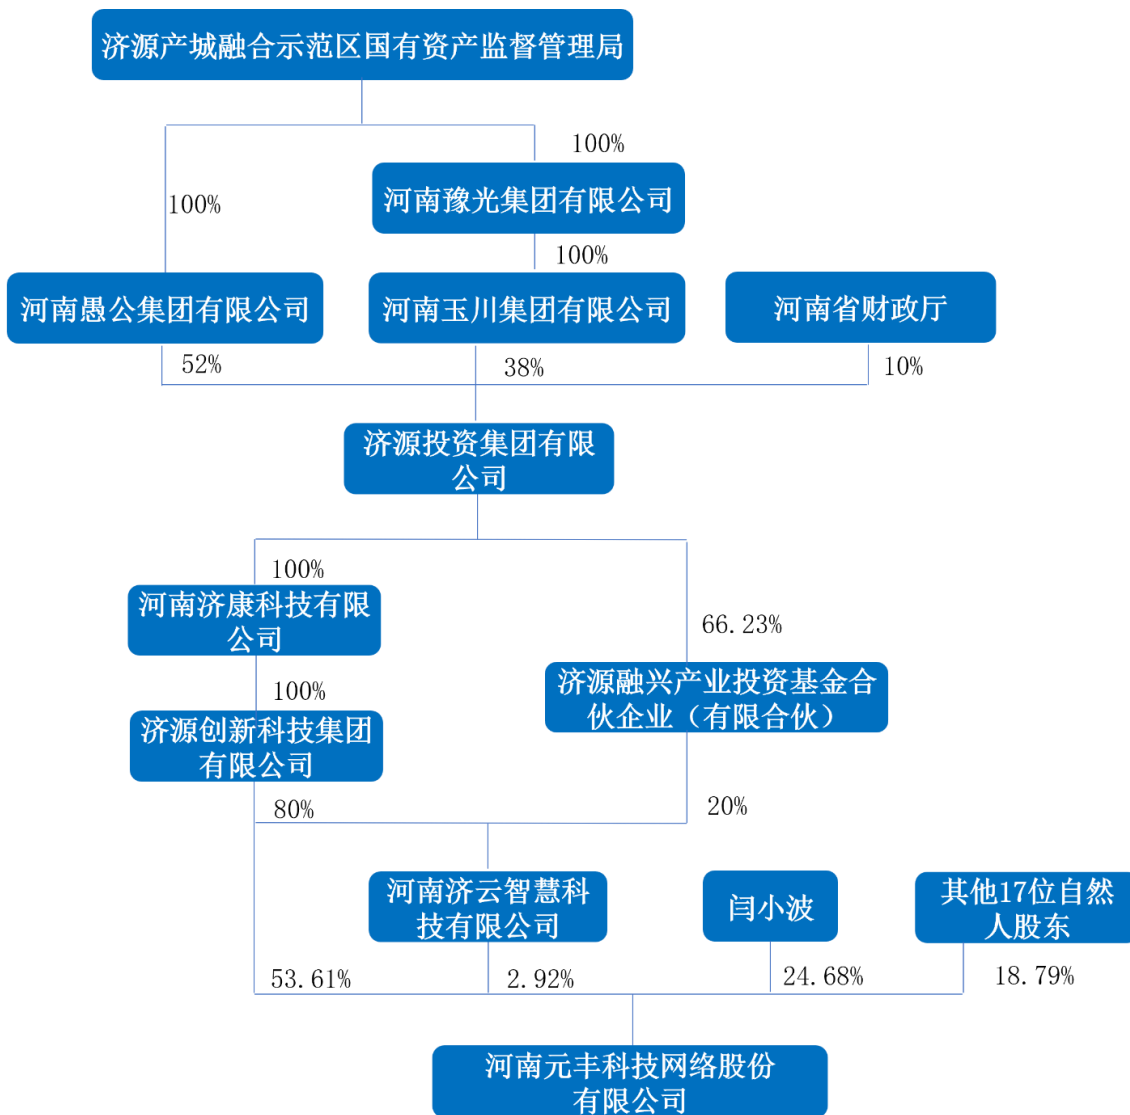 济源产城融合示范区国有资产监督管理局
100%
河南豫光集团有限公司
100%
100%
河南愚公集团有限公司
河南玉川集团有限公司
河南省财政厅
52%
38%
10%
济源投资集团有限
公司
100%
河南济康科技有限
公司
66.23%
100%
济源融兴产业投资基金合
伙企业（有限合伙）
济源创新科技集团
有限公司
80%
20%
河南济云智慧科
技有限公司
闫小波
其他17位自然
人股东
53.61%
2.92%
24.68%
18.79%
河南元丰科技网络股份
有限公司